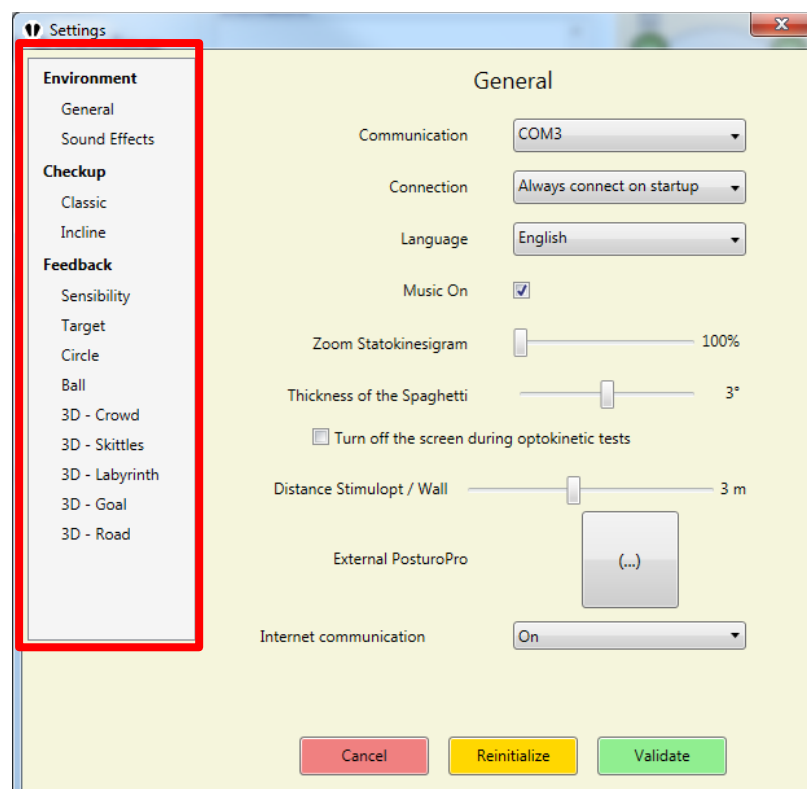 Settings
x
Environment
General
Sound Effects
Checkup
Classic
Incline
Feedback
Sensibility
Target
Circle
Ball
3D - Crowd
3D - Skittles
3D - Labyrinth
3D - Goal
3D - Road
General
Communication COM3
Connection Always connect on startup
Language English
Music On
Zoom Statokinesigram 100%
Thickness of the Spaghetti 3°
Turn off the screen during optokinetic tests
Distance Stimulopt / Wall 3 m
External PosturoPro (...)
Internet communication On
Cancel Reinitialize Validate